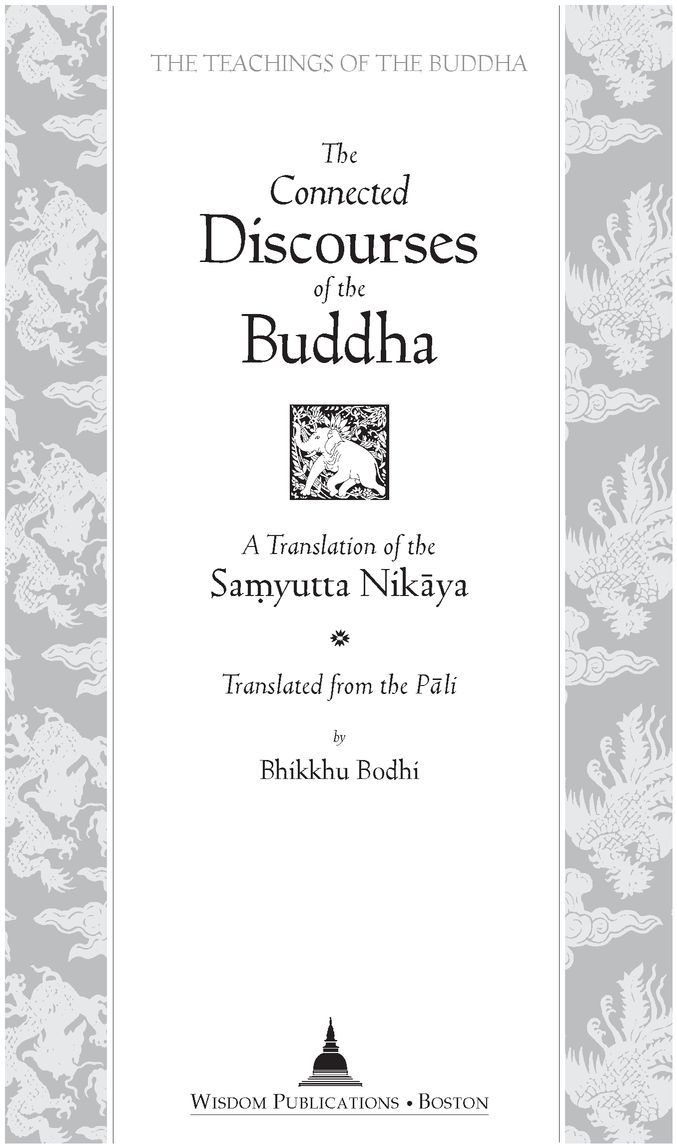 THE TEACHINGS OF THE BUDDHA
The
Connected
Discourses
of the
Buddha
A Translation of the
Saṃyutta Nikāya
Translated from the Pāli
by
Bhikkhu Bodhi
WISDOM PUBLICATIONS • BOSTON